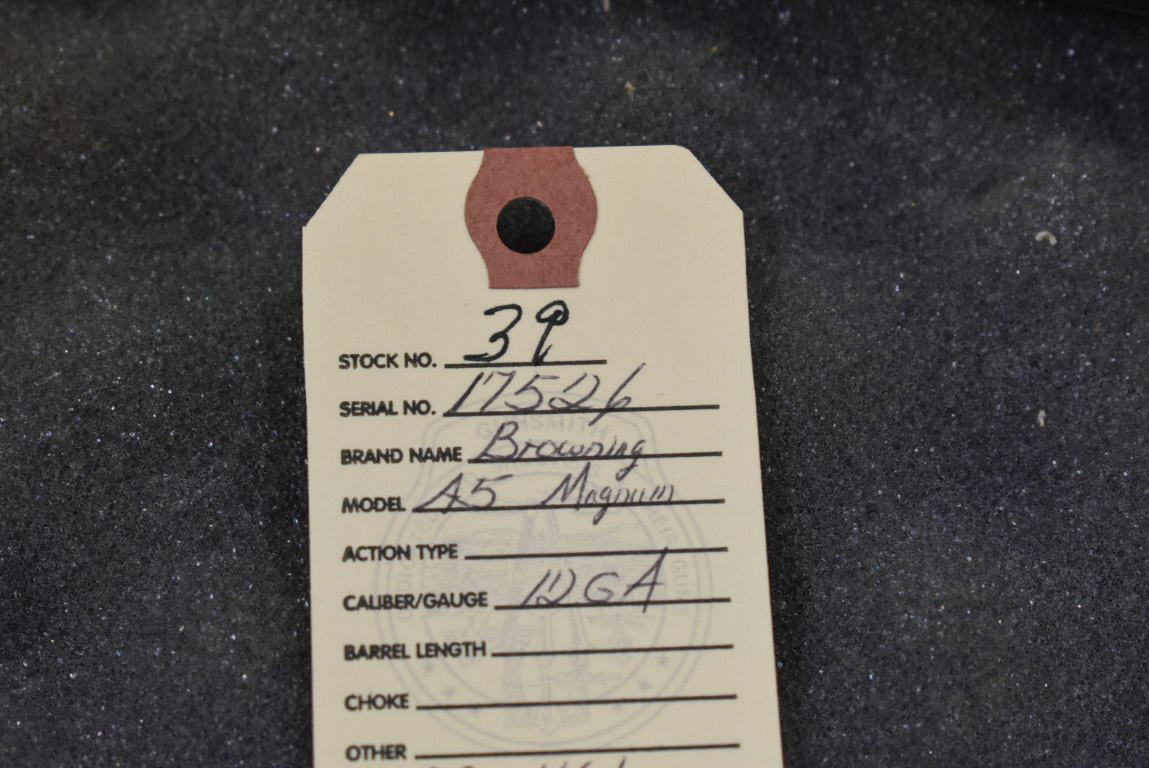 STOCK NO. 39
SERIAL NO. 17526
BRAND NAME Browning
MODEL A5 Magnum
ACTION TYPE
CALIBER/GAUGE 12GA
BARREL LENGTH
CHOKE
OTHER
GUNSMITH